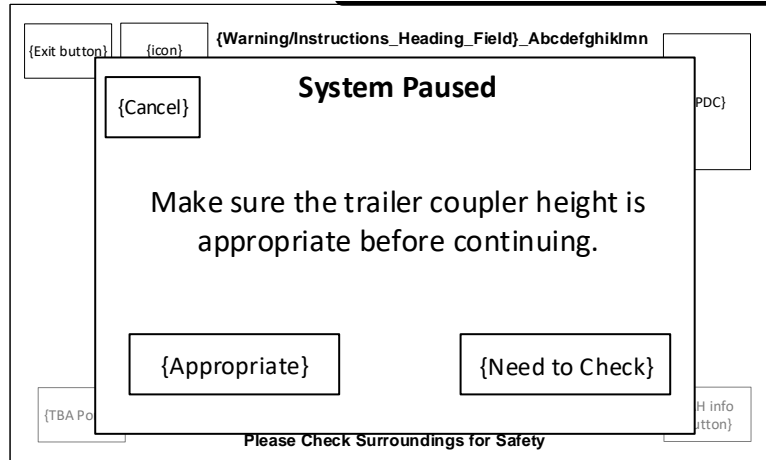 {Warning/Instructions_Heading_Field}_Abcdefghiklmn
{Exit button}
{icon}
PDC}
System Paused
{Cancel}
Make sure the trailer coupler height is
appropriate before continuing.
{Appropriate}
{Need to Check}
{TBA Po
H info
utton}
Please Check Surroundings for Safety